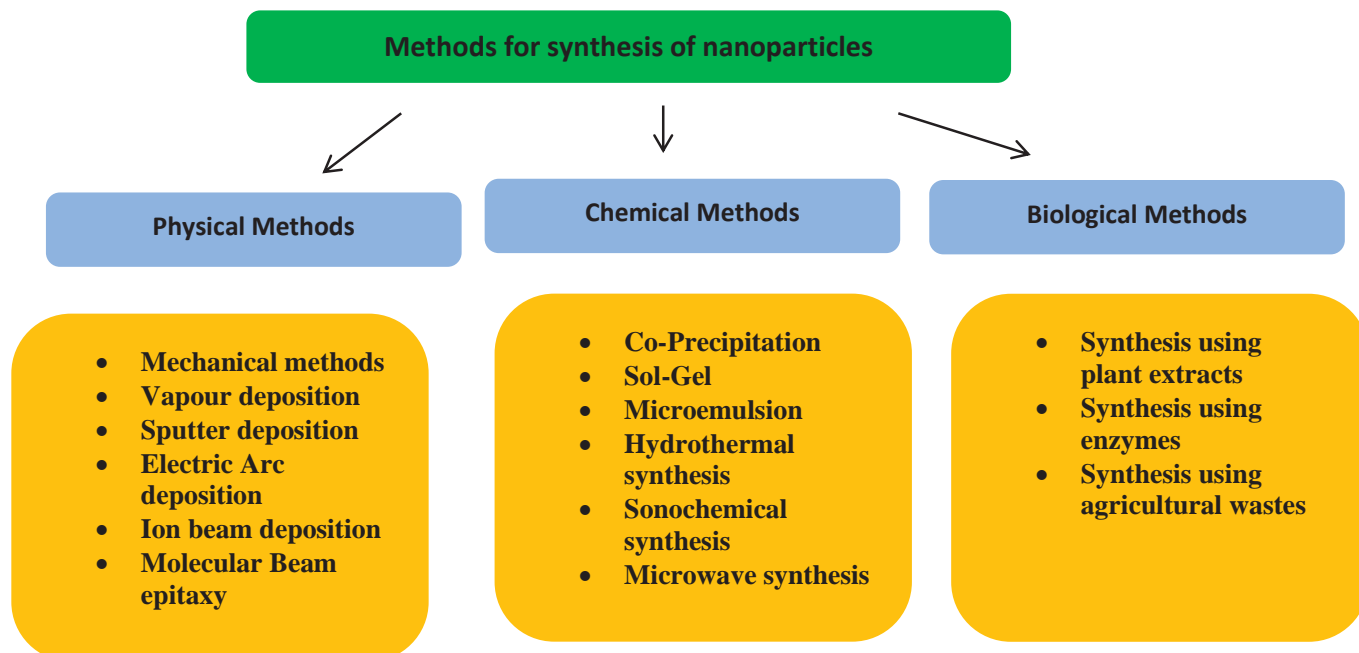 Methods for synthesis of nanoparticles
Physical Methods
Chemical Methods
Biological Methods
• Mechanical methods
• Vapour deposition
• Sputter deposition
• Electric Arc
deposition
• Ion beam deposition
• Molecular Beam
epitaxy
• Co-Precipitation
• Sol-Gel
• Microemulsion
• Hydrothermal
synthesis
• Sonochemical
synthesis
• Microwave synthesis
• Synthesis using
plant extracts
• Synthesis using
enzymes
• Synthesis using
agricultural wastes